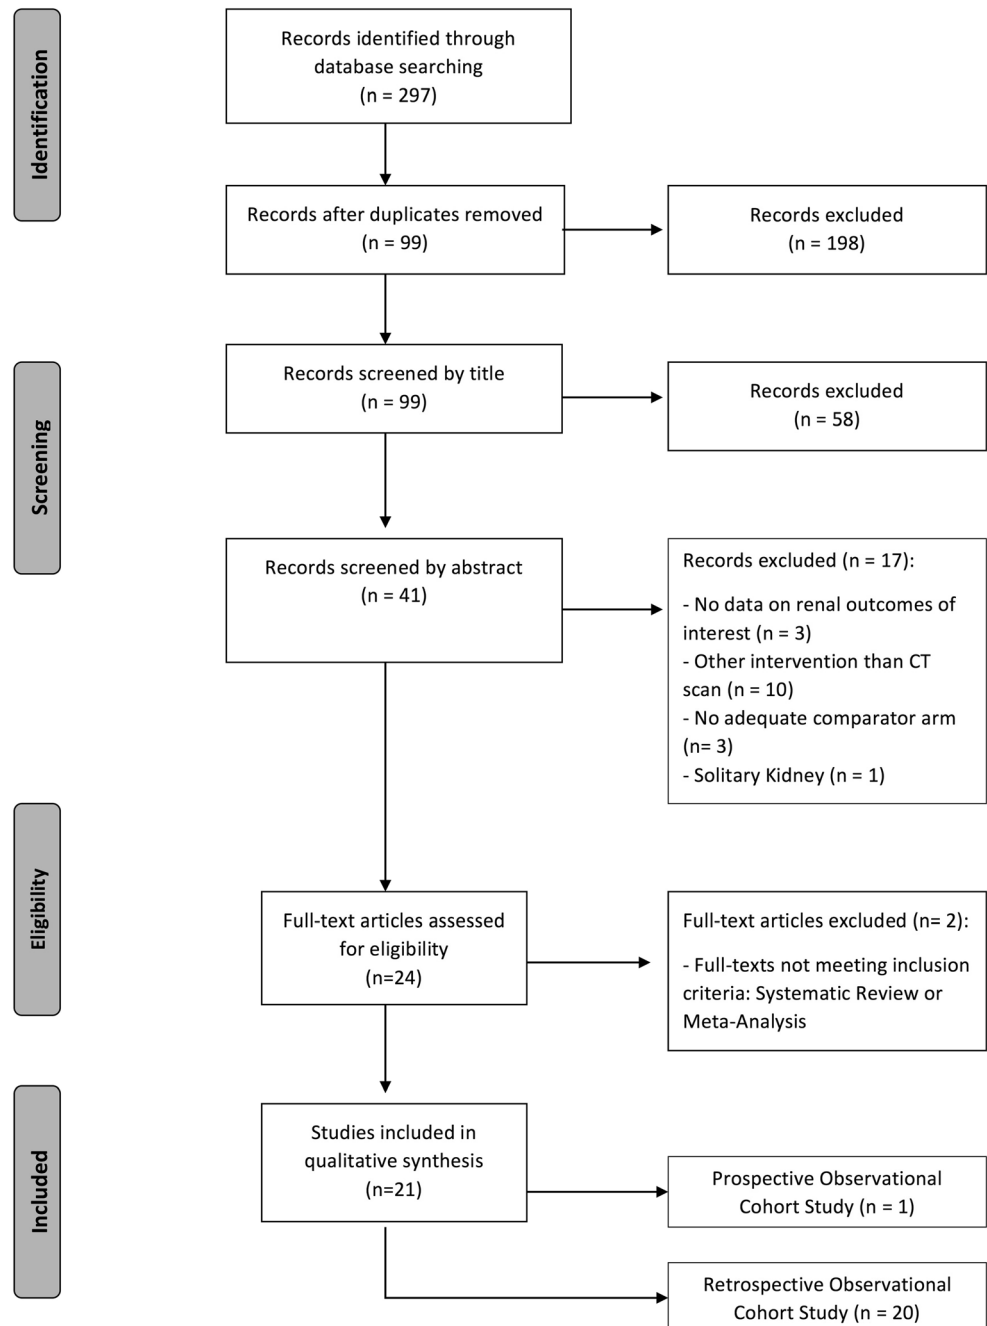 Identification
Records identified through
database searching
(n = 297)
Records after duplicates removed
(n = 99)
Records excluded
(n = 198)
Screening
Records screened by title
(n = 99)
Records excluded
(n = 58)
Records screened by abstract
(n = 41)
Records excluded (n = 17):
- No data on renal outcomes of
interest (n = 3)
- Other intervention than CT
scan (n = 10)
- No adequate comparator arm
(n= 3)
- Solitary Kidney (n = 1)
Eligibility
Full-text articles assessed
for eligibility
(n=24)
Full-text articles excluded (n= 2):
- Full-texts not meeting inclusion
criteria: Systematic Review or
Meta-Analysis
Included
Studies included in
qualitative synthesis
(n=21)
Prospective Observational
Cohort Study (n = 1)
Retrospective Observational
Cohort Study (n = 20)